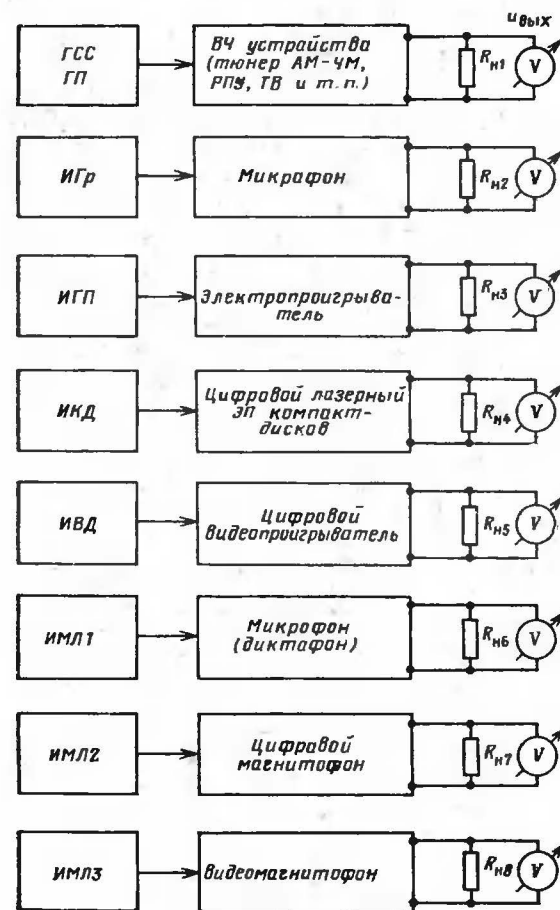 uвых
ГСС
ГП
ВЧ устройства
(тюнер АМ-ЧМ,
РПУ, ТВ и т.п.)
Rн1
V
ИГр
Микрафон
Rн2
V
ИГП
Электропроигрыва-
тель
Rн3
V
ИКД
Цифровой лазерный
ЭП компакт-
дисков
Rн4
V
ИВД
Цифровой
видеопроигрыватель
Rн5
V
ИМЛ1
Микрофон
(диктафон)
Rн6
V
ИМЛ2
Цифровой
магнитофон
Rн7
V
ИМЛ3
Видеомагнитофон
Rн8
V